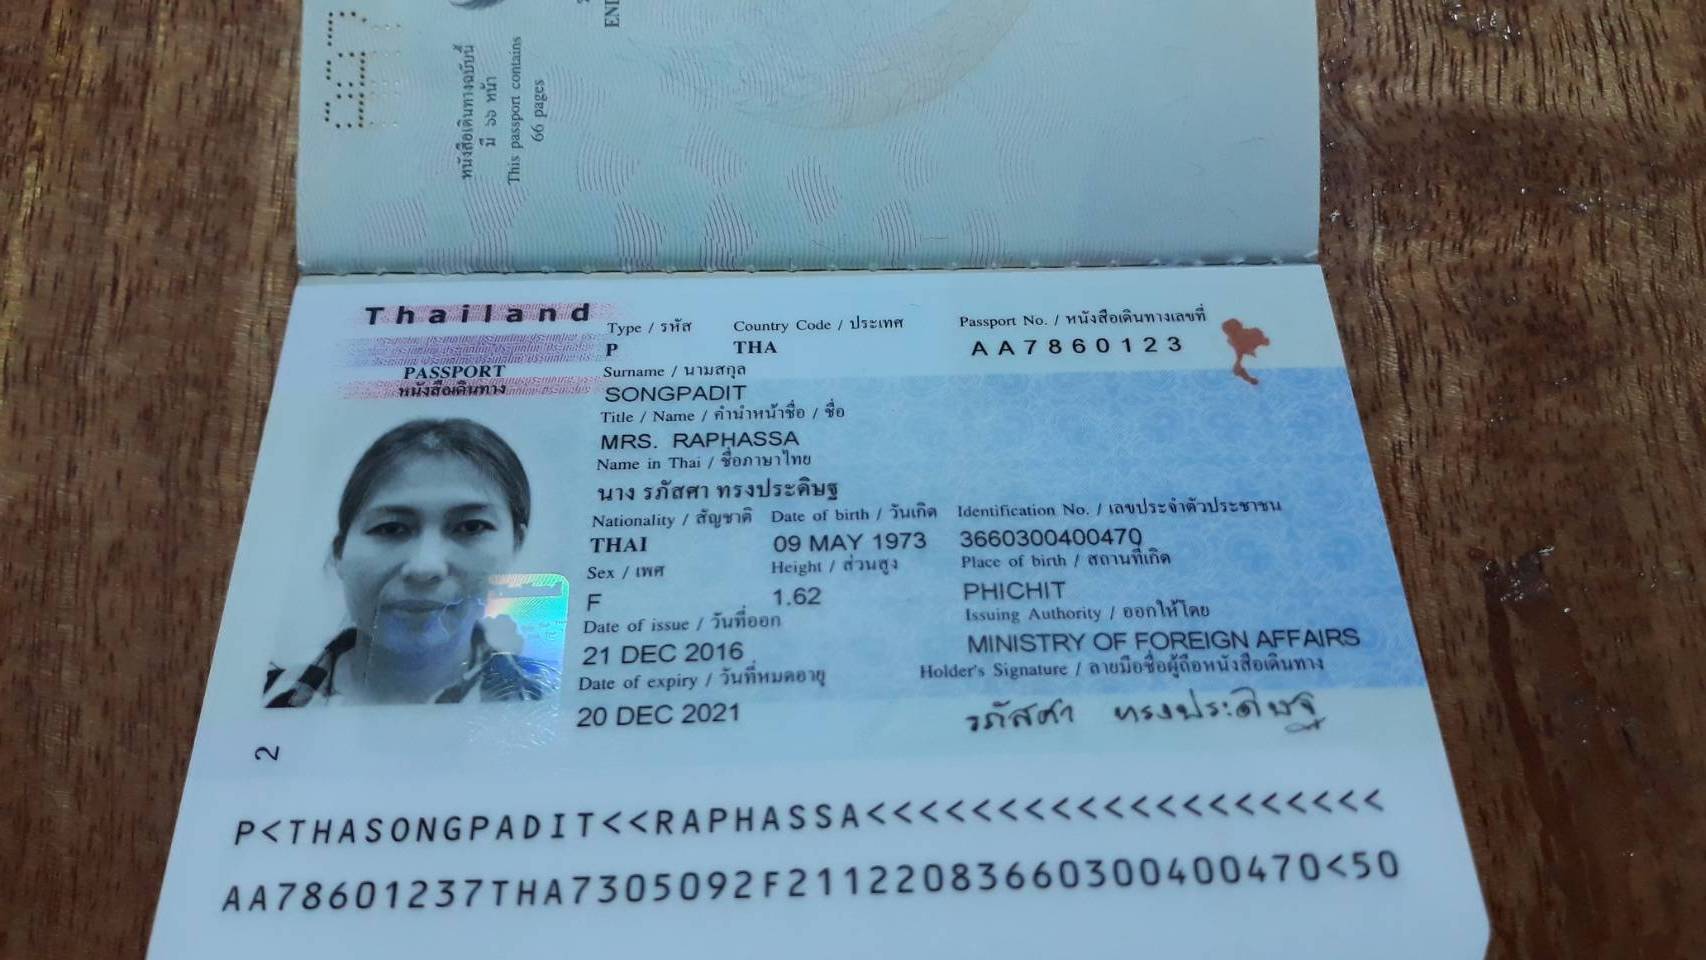 หนังสือเดินทางฉบับนี้
มี ๖๖ หน้า
This passport contains
66 pages
Thailand
PASSPORT
หนังสือเดินทาง
Type / รหัส Country Code / ประเทศ Passport No. / หนังสือเดินทางเลขที่
P THA AA7860123
Surname / นามสกุล
SONGPADIT
Title / Name / คำนำหน้าชื่อ / ชื่อ
MRS. RAPHASSA
Name in Thai / ชื่อภาษาไทย
นาง รภัสศา ทรงประดิษฐ
Nationality / สัญชาติ Date of birth / วันเกิด Identification No. / เลขประจำตัวประชาชน
THAI 09 MAY 1973 3660300400470
Sex / เพศ Height / ส่วนสูง Place of birth / สถานที่เกิด
F 1.62 PHICHIT
Date of issue / วันที่ออก Issuing Authority / ออกให้โดย
21 DEC 2016 MINISTRY OF FOREIGN AFFAIRS
Date of expiry / วันที่หมดอายุ Holder's Signature / ลายมือชื่อผู้ถือหนังสือเดินทาง
20 DEC 2021 รภัสศา ทรงประดิษฐ
2
P<THASONGPADIT<<RAPHASSA<<<<<<<<<<<<<<<<<<<<
AA78601237THA7305092F21122083660300400470<50